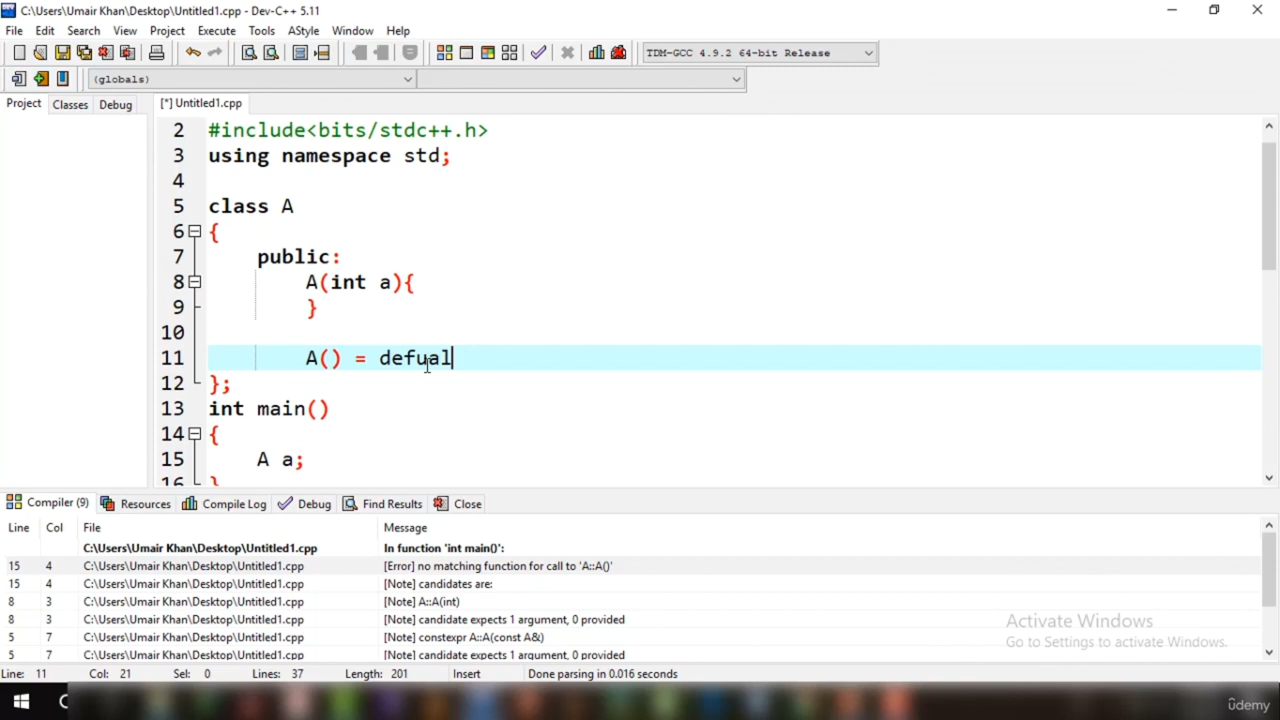 C:\Users\Umair Khan\Desktop\Untitled1.cpp - Dev-C++ 5.11
File Edit Search View Project Execute Tools AStyle Window Help
TDM-GCC 4.9.2 64-bit Release
(globals)
Project Classes Debug [*] Untitled1.cpp
2 #include<bits/stdc++.h>
3 using namespace std;
4
5 class A
6 {
7 public:
8 A(int a){
9 }
10
11 A() = defual
12 };
13 int main()
14 {
15 A a;
16 }
Compiler (9) Resources Compile Log Debug Find Results Close
Line Col File Message
C:\Users\Umair Khan\Desktop\Untitled1.cpp In function 'int main()':
15 4 C:\Users\Umair Khan\Desktop\Untitled1.cpp [Error] no matching function for call to 'A::A()'
15 4 C:\Users\Umair Khan\Desktop\Untitled1.cpp [Note] candidates are:
8 3 C:\Users\Umair Khan\Desktop\Untitled1.cpp [Note] A::A(int)
8 3 C:\Users\Umair Khan\Desktop\Untitled1.cpp [Note] candidate expects 1 argument, 0 provided
5 7 C:\Users\Umair Khan\Desktop\Untitled1.cpp [Note] constexpr A::A(const A&)
5 7 C:\Users\Umair Khan\Desktop\Untitled1.cpp [Note] candidate expects 1 argument, 0 provided
Activate Windows
Go to Settings to activate Windows.
Line: 11 Col: 21 Sel: 0 Lines: 37 Length: 201 Insert Done parsing in 0.016 seconds
ûdemy